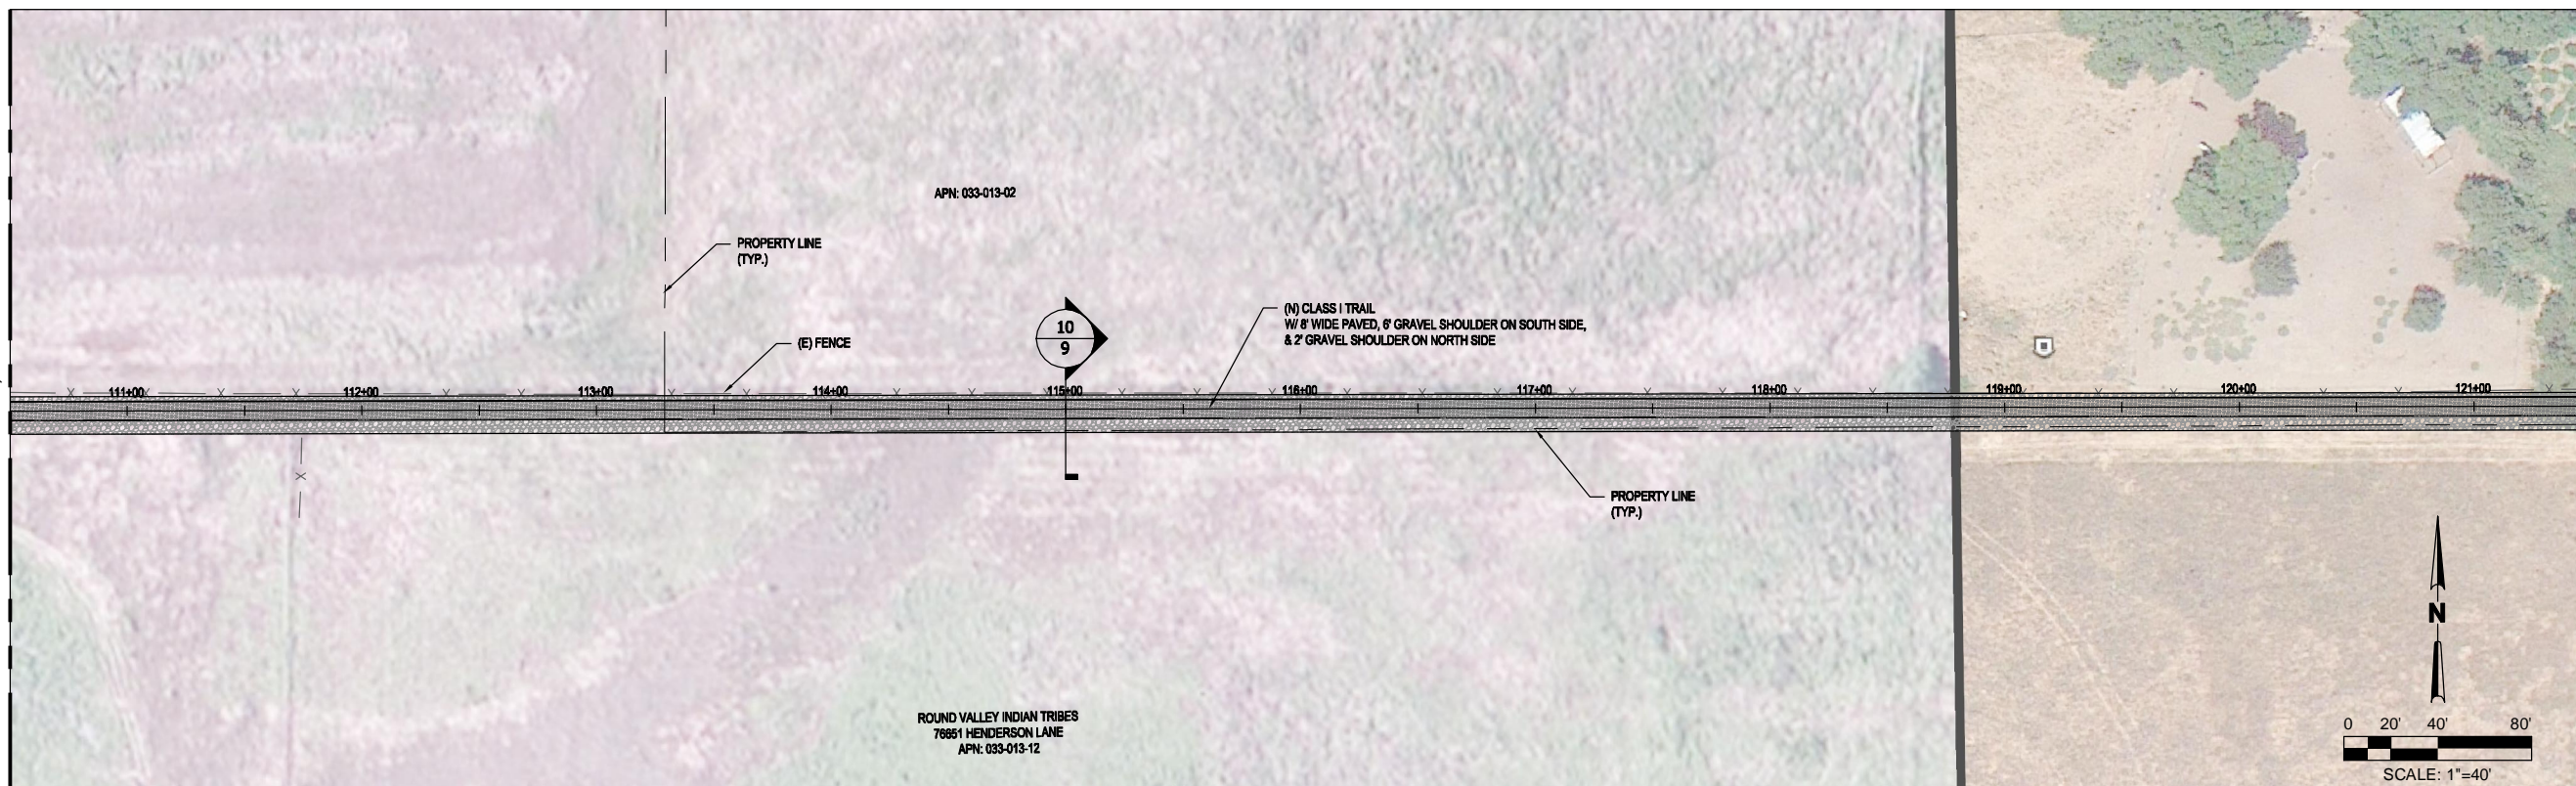 APN: 033-013-02
PROPERTY LINE
(TYP.)
10
9
(N) CLASS I TRAIL
W/ 8' WIDE PAVED, 6' GRAVEL SHOULDER ON SOUTH SIDE,
& 2' GRAVEL SHOULDER ON NORTH SIDE
(E) FENCE
111+00 112+00 113+00 114+00 115+00 116+00 117+00 118+00 119+00 120+00 121+00
X
PROPERTY LINE
(TYP.)
N
ROUND VALLEY INDIAN TRIBES
76651 HENDERSON LANE
APN: 033-013-12
0 20' 40' 80'
SCALE: 1"=40'